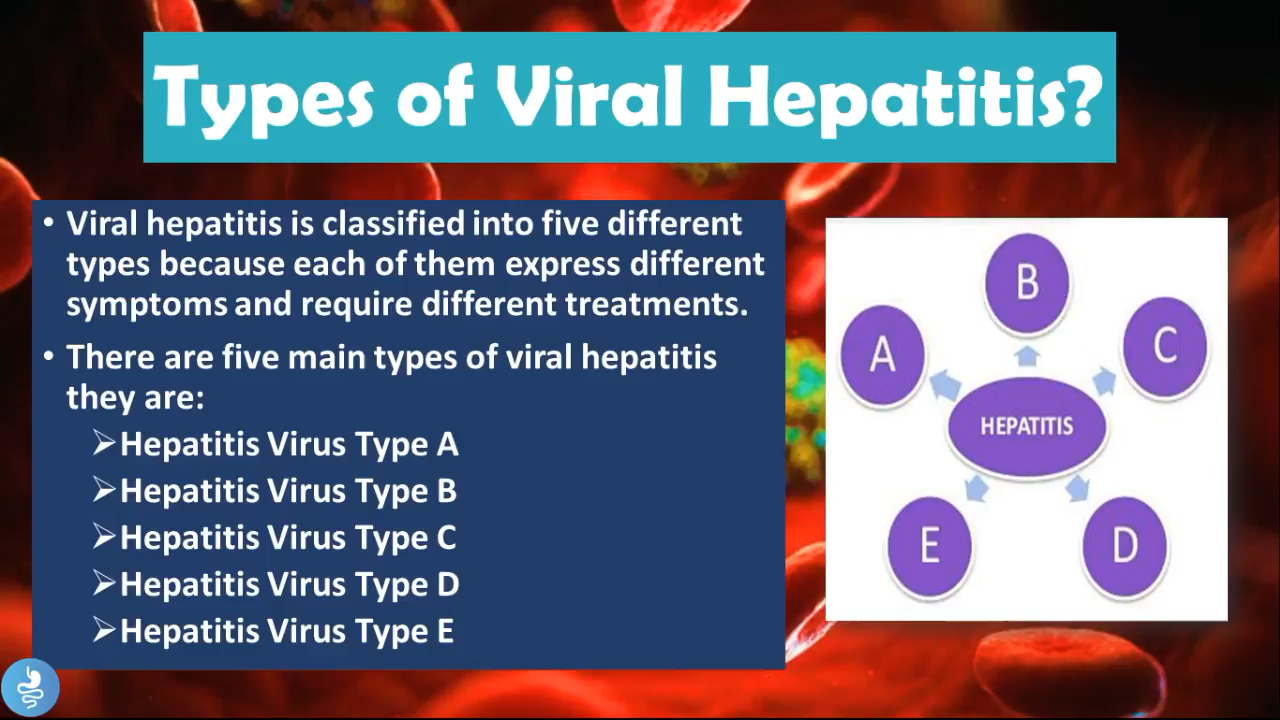 Types of Viral Hepatitis?
• Viral hepatitis is classified into five different
types because each of them express different
symptoms and require different treatments.
• There are five main types of viral hepatitis
they are:
➢Hepatitis Virus Type A
➢Hepatitis Virus Type B
➢Hepatitis Virus Type C
➢Hepatitis Virus Type D
➢Hepatitis Virus Type E
B
A
C
HEPATITIS
E
D